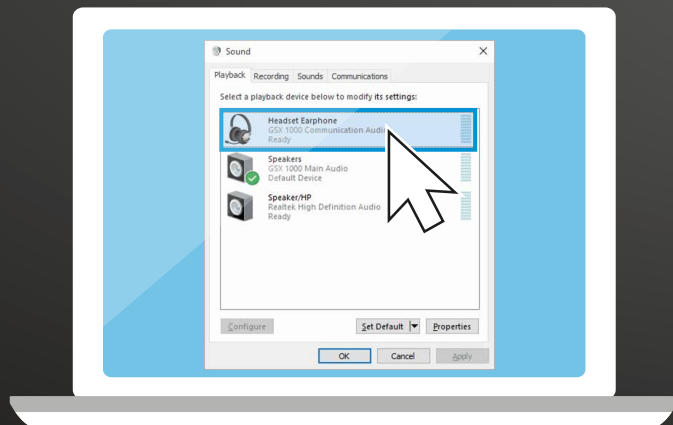 Sound
Playback Recording Sounds Communications
Select a playback device below to modify its settings:
Headset Earphone
GSX 1000 Communication Audio
Ready
Speakers
GSX 1000 Main Audio
Default Device
Speaker/HP
Realtek High Definition Audio
Ready
Configure Set Default Properties
OK Cancel Apply